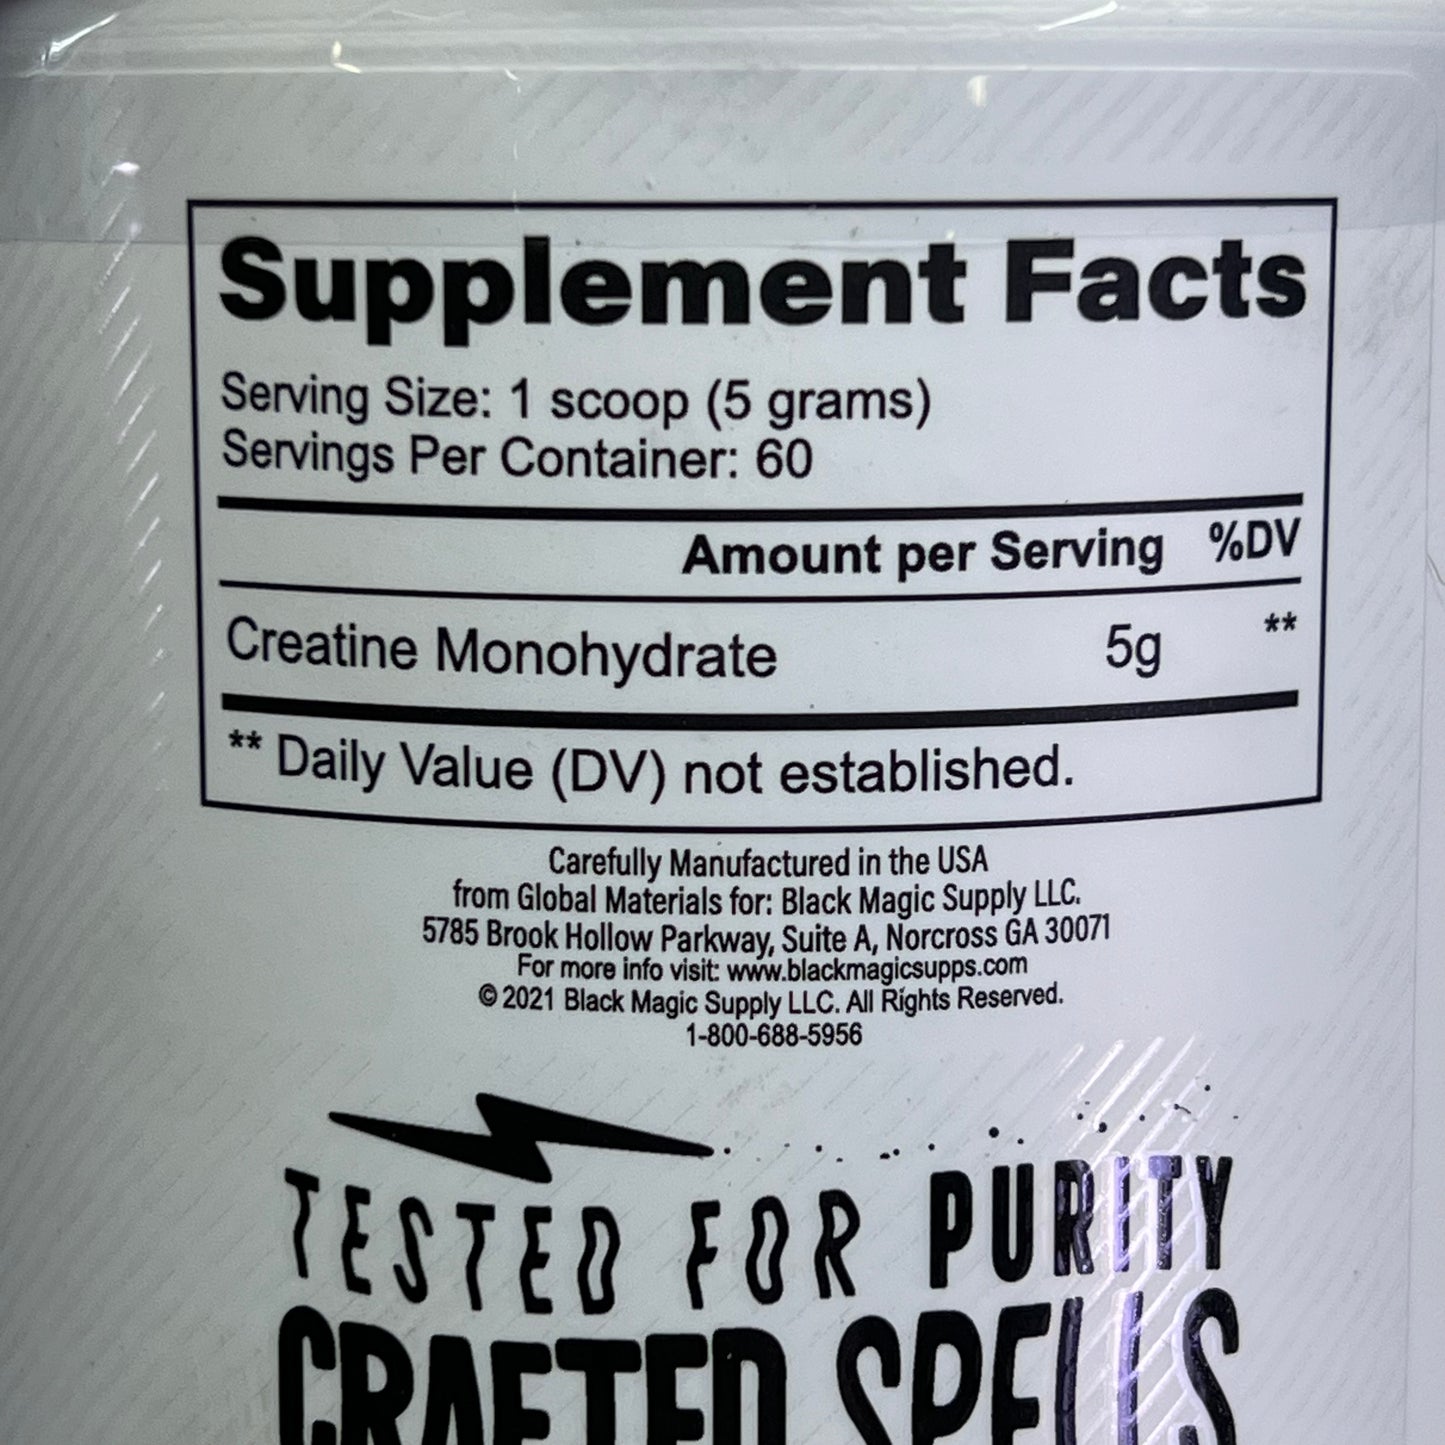 Supplement Facts
Serving Size: 1 scoop (5 grams)
Servings Per Container: 60
Amount per Serving %DV
Creatine Monohydrate 5g **
** Daily Value (DV) not established.
Carefully Manufactured in the USA
from Global Materials for: Black Magic Supply LLC.
5785 Brook Hollow Parkway, Suite A, Norcross GA 30071
For more info visit: www.blackmagicsupps.com
© 2021 Black Magic Supply LLC. All Rights Reserved.
1-800-688-5956
TESTED FOR PURITY
CRAFTED SPELLS